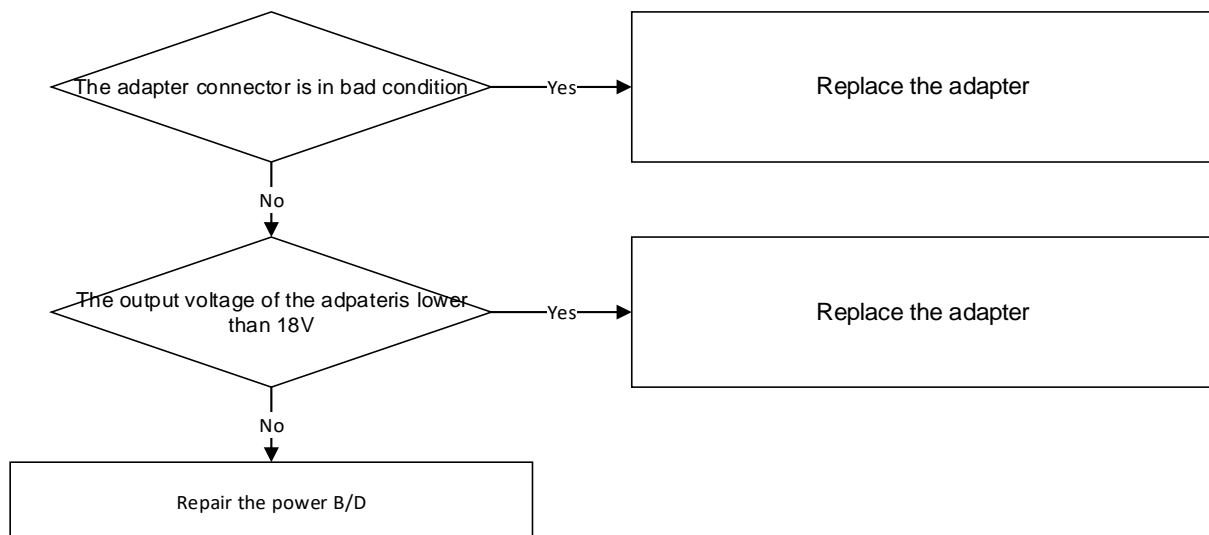 The adapter connector is in bad condition
Yes
Replace the adapter
No
The output voltage of the adpateris lower
than 18V
Yes
Replace the adapter
No
Repair the power B/D